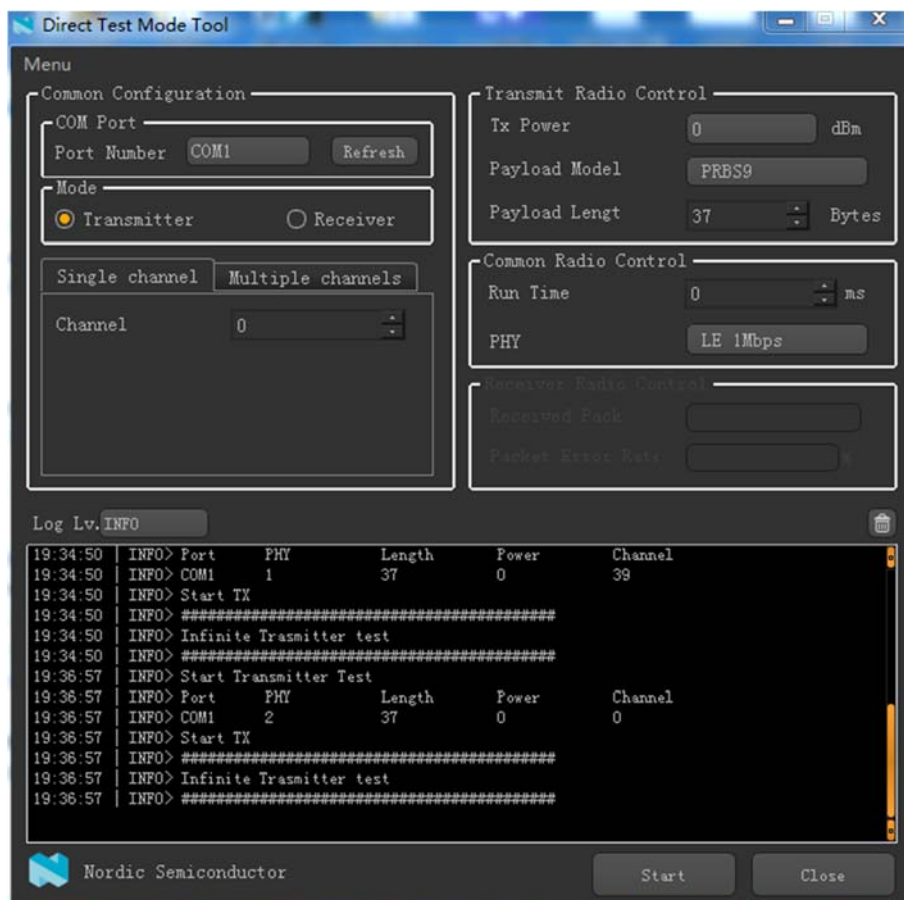 Direct Test Mode Tool
Menu
Common Configuration
COM Port
Port Number COM1 Refresh
Mode
Transmitter Receiver
Single channel Multiple channels
Channel 0
Transmit Radio Control
Tx Power 0 dBm
Payload Model PRBS9
Payload Lengt 37 Bytes
Common Radio Control
Run Time 0 ms
PHY LE 1Mbps
Receiver Radio Control
Received Pack
Packet Error Rate %
Log Lv. INFO
19:34:50 | INFO> Port PHY Length Power Channel
19:34:50 | INFO> COM1 1 37 0 39
19:34:50 | INFO> Start TX
19:34:50 | INFO> ##########################################
19:34:50 | INFO> Infinite Trasmitter test
19:34:50 | INFO> ##########################################
19:36:57 | INFO> Start Transmitter Test
19:36:57 | INFO> Port PHY Length Power Channel
19:36:57 | INFO> COM1 2 37 0 0
19:36:57 | INFO> Start TX
19:36:57 | INFO> ##########################################
19:36:57 | INFO> Infinite Trasmitter test
19:36:57 | INFO> ##########################################
Nordic Semiconductor Start Close